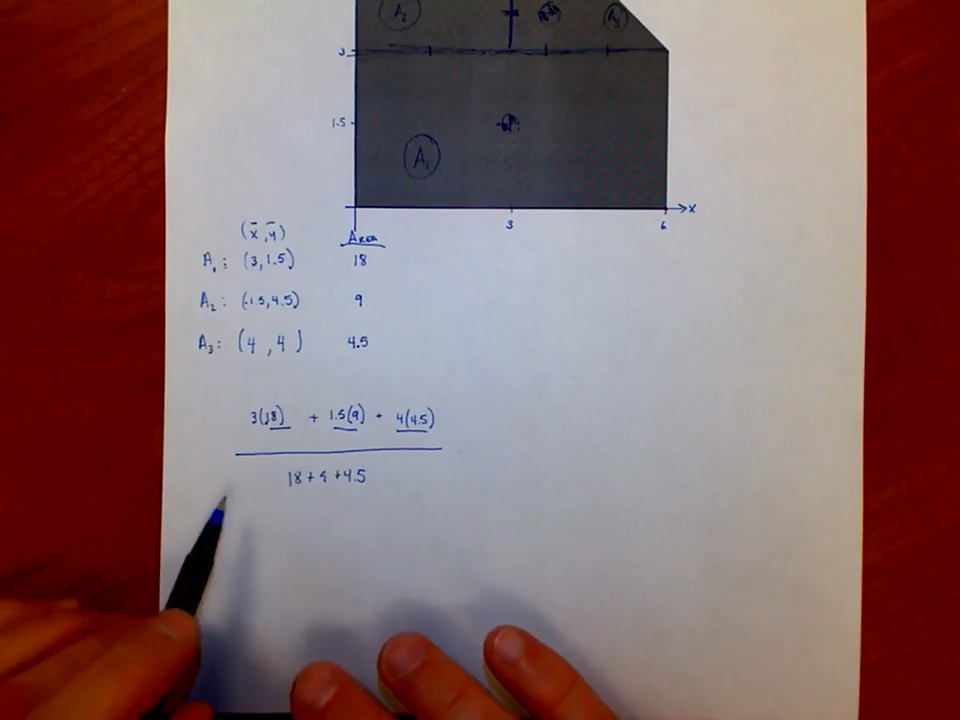 A₂ A₃
3
1.5
A₁
x
3 6
(x̄, ȳ) AREA
A₁: (3, 1.5) 18
A₂: (1.5, 4.5) 9
A₃: (4, 4) 4.5
3(18) + 1.5(9) + 4(4.5)
18 + 9 + 4.5